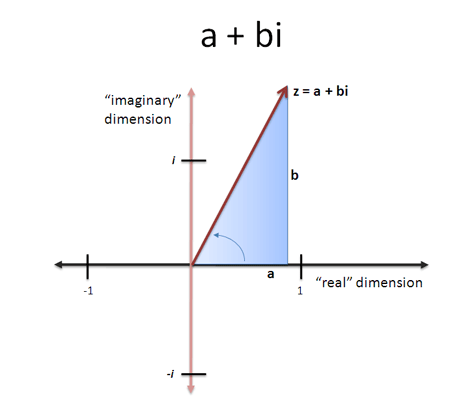 a + bi
“imaginary”
dimension
z = a + bi
i
b
a
-1
1
“real” dimension
-i